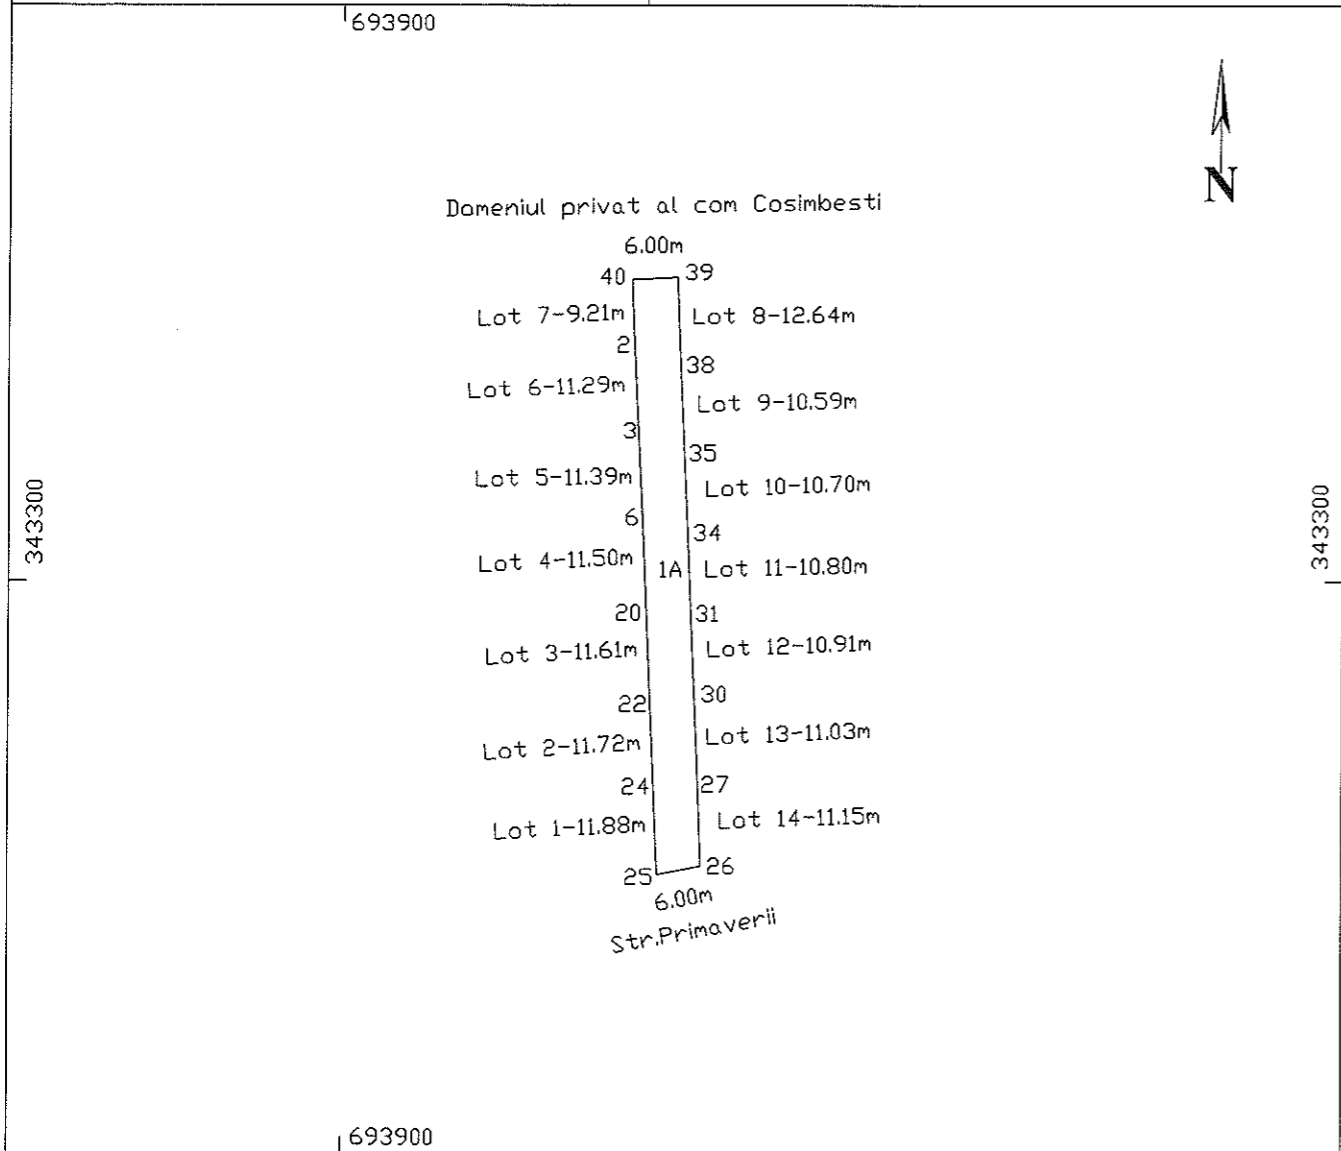 693900
N
Domeniul privat al com Cosimbesti
6.00m
40
39
Lot 7-9.21m
Lot 8-12.64m
2
38
Lot 6-11.29m
Lot 9-10.59m
3
35
Lot 5-11.39m
Lot 10-10.70m
343300
343300
6
34
Lot 4-11.50m
1A
Lot 11-10.80m
20
31
Lot 3-11.61m
Lot 12-10.91m
22
30
Lot 2-11.72m
Lot 13-11.03m
24
27
Lot 1-11.88m
Lot 14-11.15m
25
26
6.00m
Str.Primaverii
693900